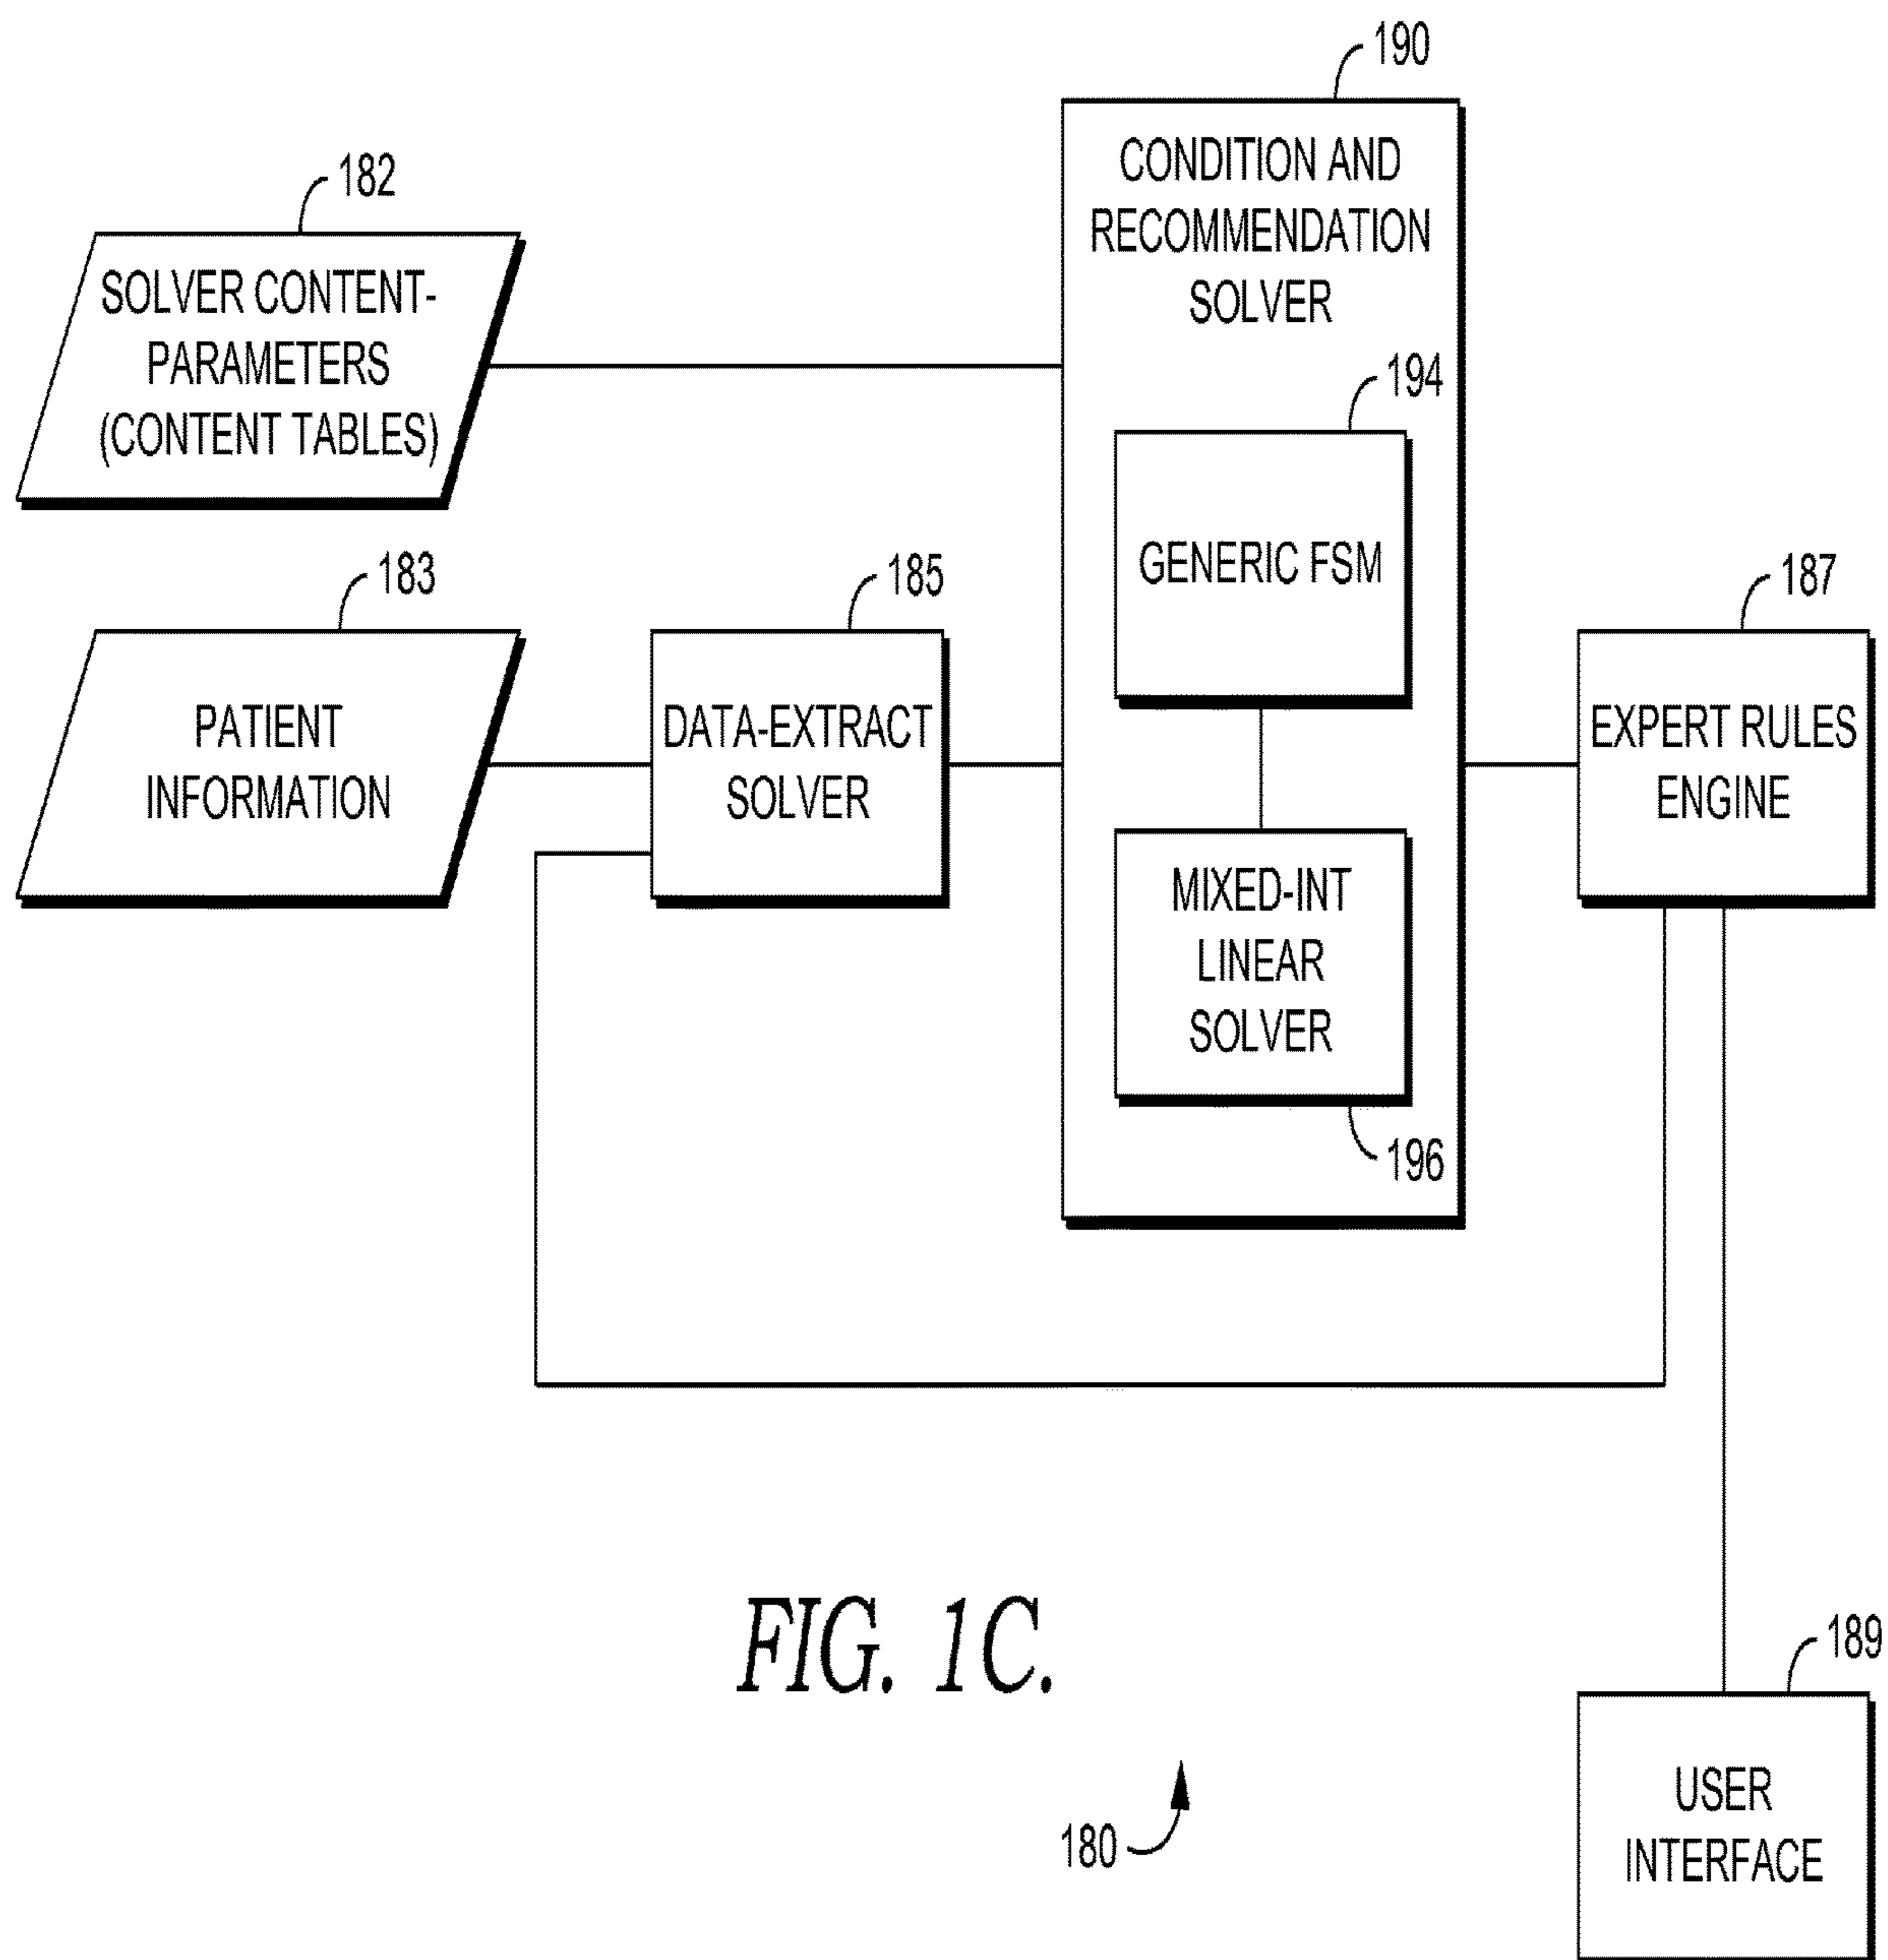 190
CONDITION AND
RECOMMENDATION
SOLVER
182
SOLVER CONTENT-
PARAMETERS
(CONTENT TABLES)
194
GENERIC FSM
183
PATIENT
INFORMATION
185
DATA-EXTRACT
SOLVER
187
EXPERT RULES
ENGINE
MIXED-INT
LINEAR
SOLVER
196
FIG. 1C.
180
189
USER
INTERFACE